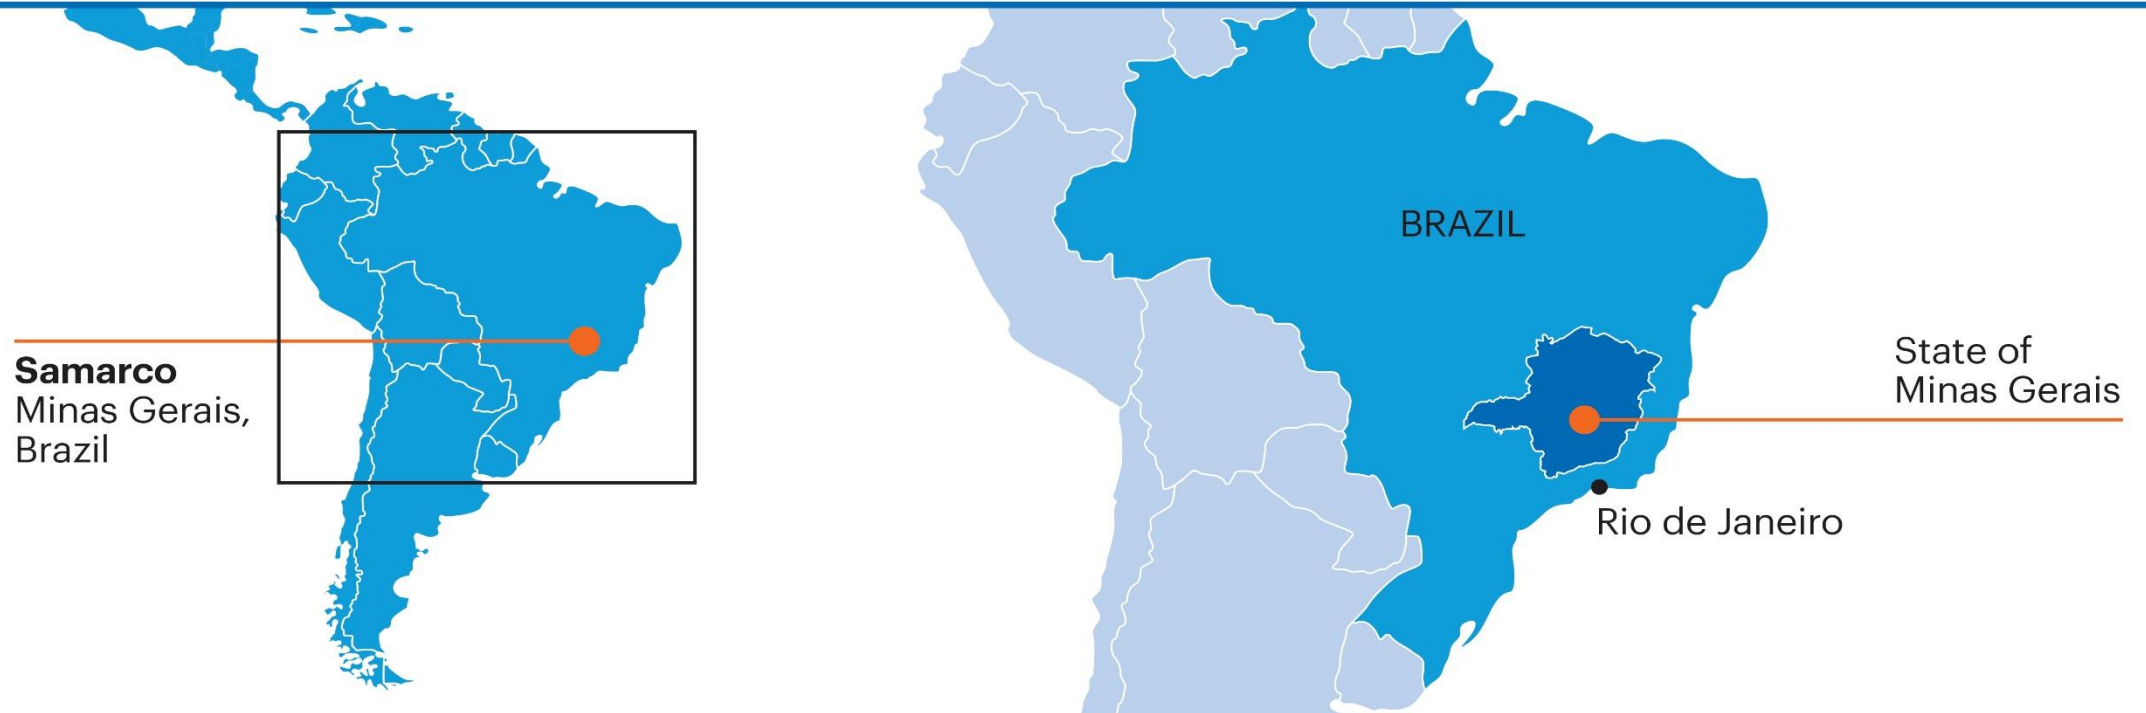 Samarco
Minas Gerais,
Brazil
BRAZIL
State of
Minas Gerais
Rio de Janeiro